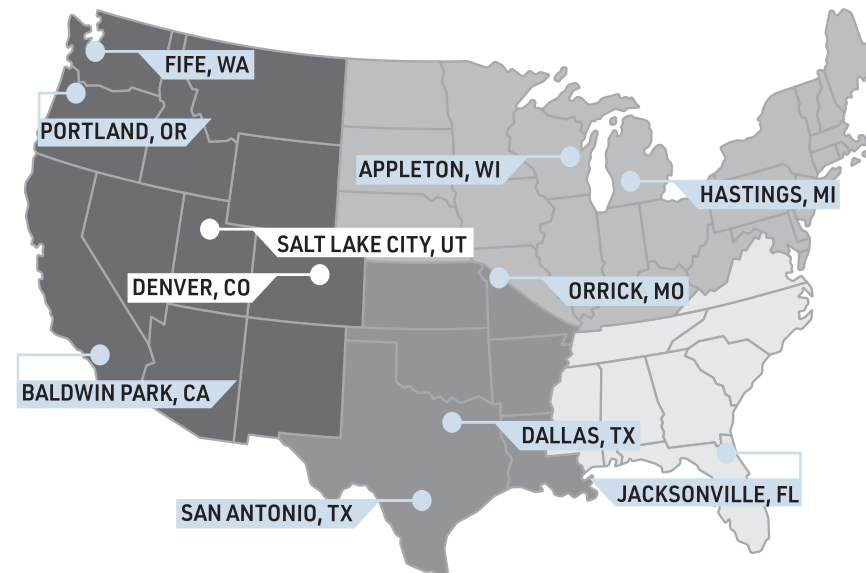 FIFE, WA
PORTLAND, OR
APPLETON, WI
HASTINGS, MI
SALT LAKE CITY, UT
DENVER, CO
ORRICK, MO
BALDWIN PARK, CA
DALLAS, TX
JACKSONVILLE, FL
SAN ANTONIO, TX